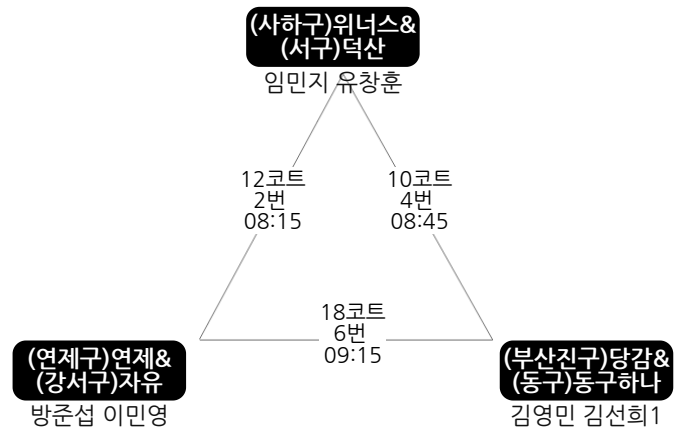 (사하구)위너스&
(서구)덕산
임민지 유창훈
12코트
2번
08:15
10코트
4번
08:45
18코트
6번
09:15
(연제구)연제&
(강서구)자유
방준섭 이민영
(부산진구)당감&
(동구)동구하나
김영민 김선희1